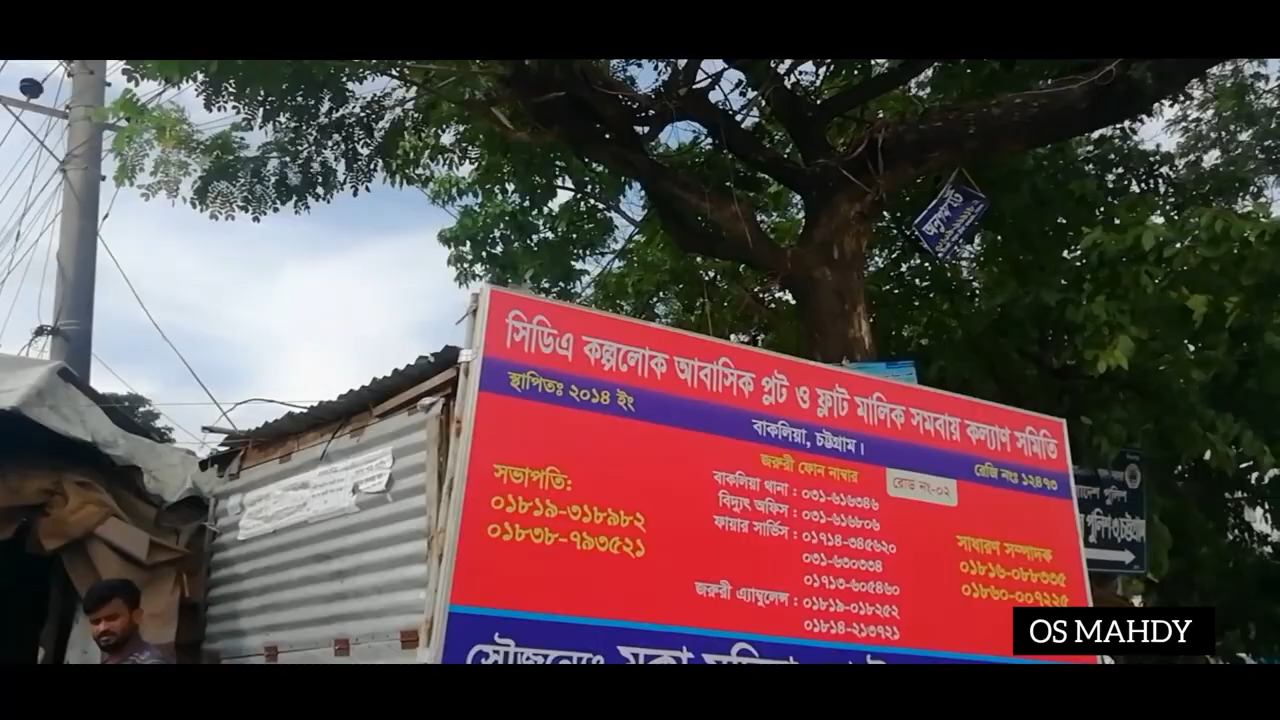 সিডিএ কল্পলোক আবাসিক প্লট ও ফ্লাট মালিক সমবায় কল্যাণ সমিতি
স্থাপিতঃ ২০১৪ ইং
বাকলিয়া, চট্টগ্রাম।
রেজি নংঃ ১২৪৭৩
জরুরী ফোন নাম্বার
রোড নং-০২
সভাপতি:
০১৮১৯-৩১৮৯৮২
০১৮৩৮-৭৯৩৫২১
বাকলিয়া থানা : ০৩১-৬১৬৩৪৬
বিদ্যুৎ অফিস : ০৩১-৬১৬৮০৬
ফায়ার সার্ভিস : ০১৭১৪-৩৪৫৬২০
০৩১-৬৩০৩৩৪
০১৭১৩-৬০৫৪৬০
জরুরী এ্যাম্বুলেন্স : ০১৮১৯-০১৮২৫২
০১৮১৪-২১৩৭২১
সাধারণ সম্পাদক
০১৮১৬-০৮৮৩৩৫
০১৮৬০-০০৭২২৫
সৌজন্যেঃ
পুলিশ
OS MAHDY